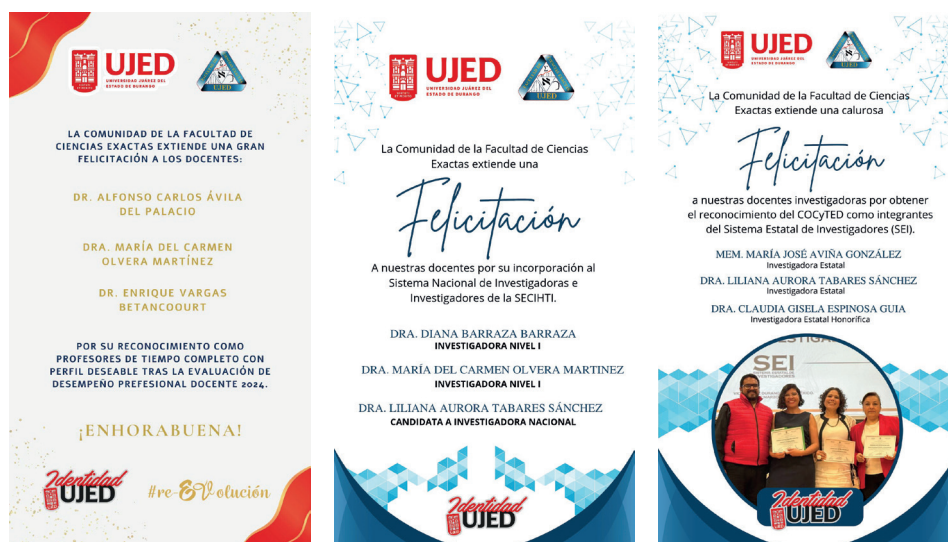 UJED
UNIVERSIDAD JUÁREZ DEL
ESTADO DE DURANGO
UJED
LA COMUNIDAD DE LA FACULTAD DE
CIENCIAS EXACTAS EXTIENDE UNA GRAN
FELICITACIÓN A LOS DOCENTES:
DR. ALFONSO CARLOS ÁVILA
DEL PALACIO
DRA. MARÍA DEL CARMEN
OLVERA MARTÍNEZ
DR. ENRIQUE VARGAS
BETANCOOURT
POR SU RECONOCIMIENTO COMO
PROFESORES DE TIEMPO COMPLETO CON
PERFIL DESEABLE TRAS LA EVALUACIÓN DE
DESEMPEÑO PREFESIONAL DOCENTE 2024.
¡ENHORABUENA!
Identidad
UJED
#re-EVolución
UJED
UNIVERSIDAD JUÁREZ DEL
ESTADO DE DURANGO
UJED
La Comunidad de la Facultad de Ciencias
Exactas extiende una
Felicitación
A nuestras docentes por su incorporación al
Sistema Nacional de Investigadoras e
Investigadores de la SECIHTI.
DRA. DIANA BARRAZA BARRAZA
INVESTIGADORA NIVEL I
DRA. MARÍA DEL CARMEN OLVERA MARTINEZ
INVESTIGADORA NIVEL I
DRA. LILIANA AURORA TABARES SÁNCHEZ
CANDIDATA A INVESTIGADORA NACIONAL
Identidad
UJED
UJED
UNIVERSIDAD JUÁREZ DEL
ESTADO DE DURANGO
UJED
La Comunidad de la Facultad de Ciencias
Exactas extiende una calurosa
Felicitación
a nuestras docentes investigadoras por obtener
el reconocimiento del COCyTED como integrantes
del Sistema Estatal de Investigadores (SEI).
MEM. MARÍA JOSÉ AVIÑA GONZÁLEZ
Investigadora Estatal
DRA. LILIANA AURORA TABARES SÁNCHEZ
Investigadora Estatal
DRA. CLAUDIA GISELA ESPINOSA GUIA
Investigadora Estatal Honorífica
SEI
Identidad
UJED